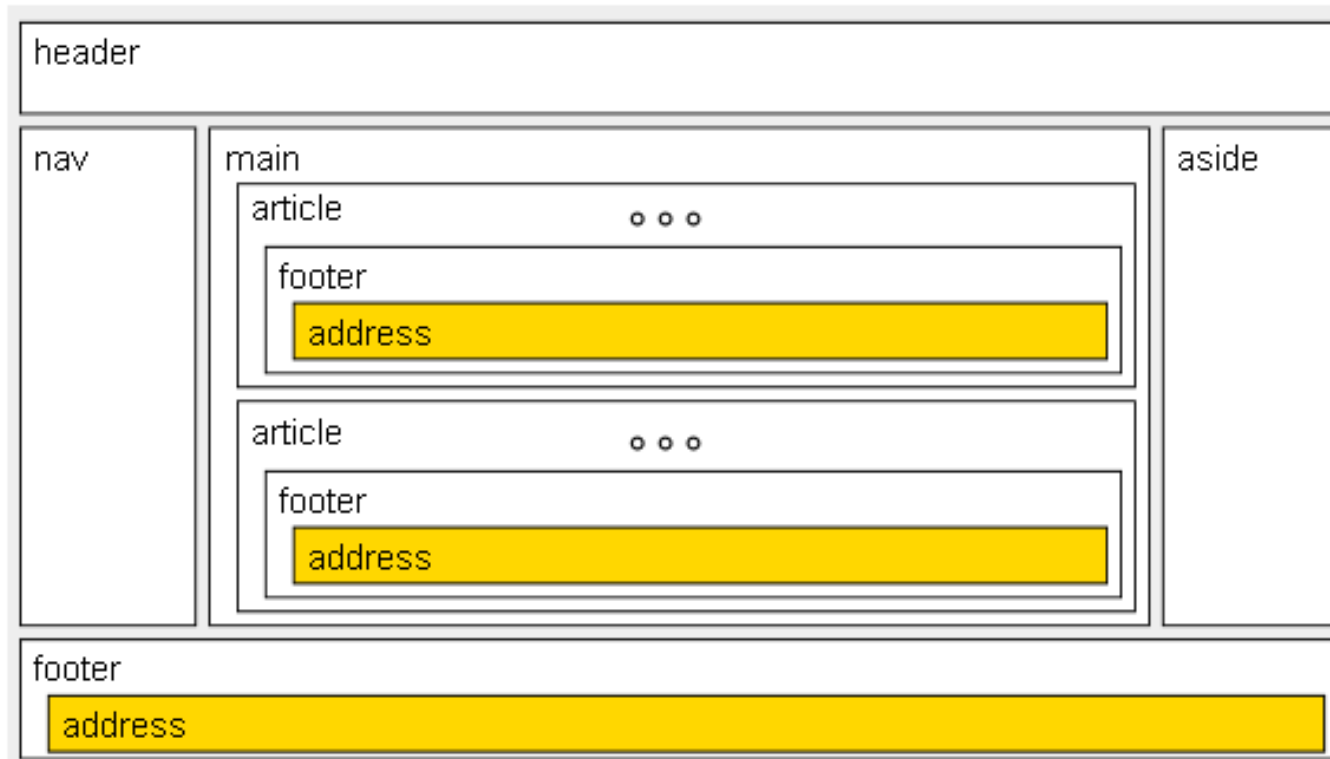 header
nav
main
aside
article
footer
address
article
footer
address
footer
address